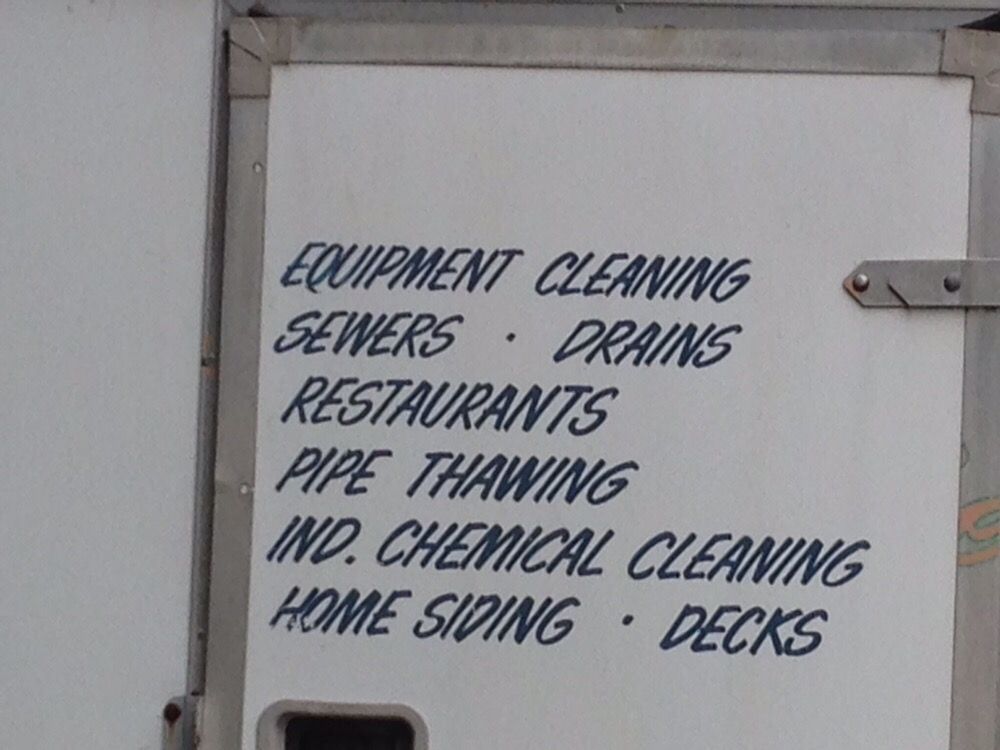 EQUIPMENT CLEANING
SEWERS · DRAINS
RESTAURANTS
PIPE THAWING
IND. CHEMICAL CLEANING
HOME SIDING · DECKS